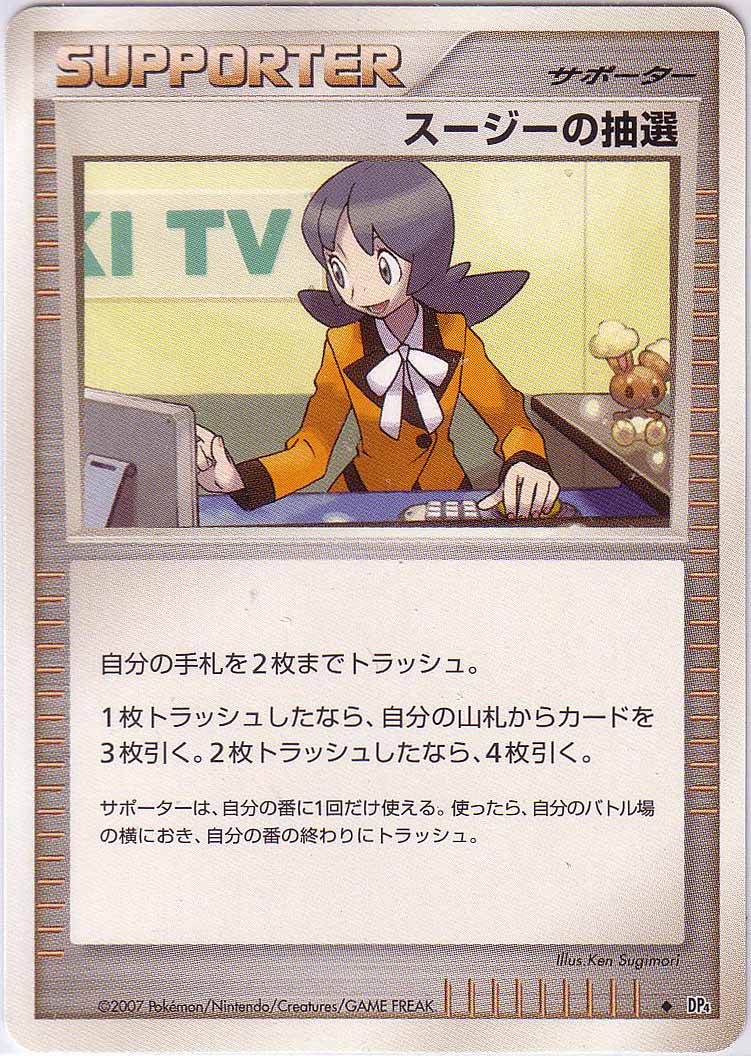 SUPPORTER
サポーター
スージーの抽選
KI TV
自分の手札を2枚までトラッシュ。
1枚トラッシュしたなら、自分の山札からカードを
3枚引く。2枚トラッシュしたなら、4枚引く。
サポーターは、自分の番に1回だけ使える。使ったら、自分のバトル場
の横におき、自分の番の終わりにトラッシュ。
Illus.Ken Sugimori
©2007 Pokémon/Nintendo/Creatures/GAME FREAK
◆ DP4